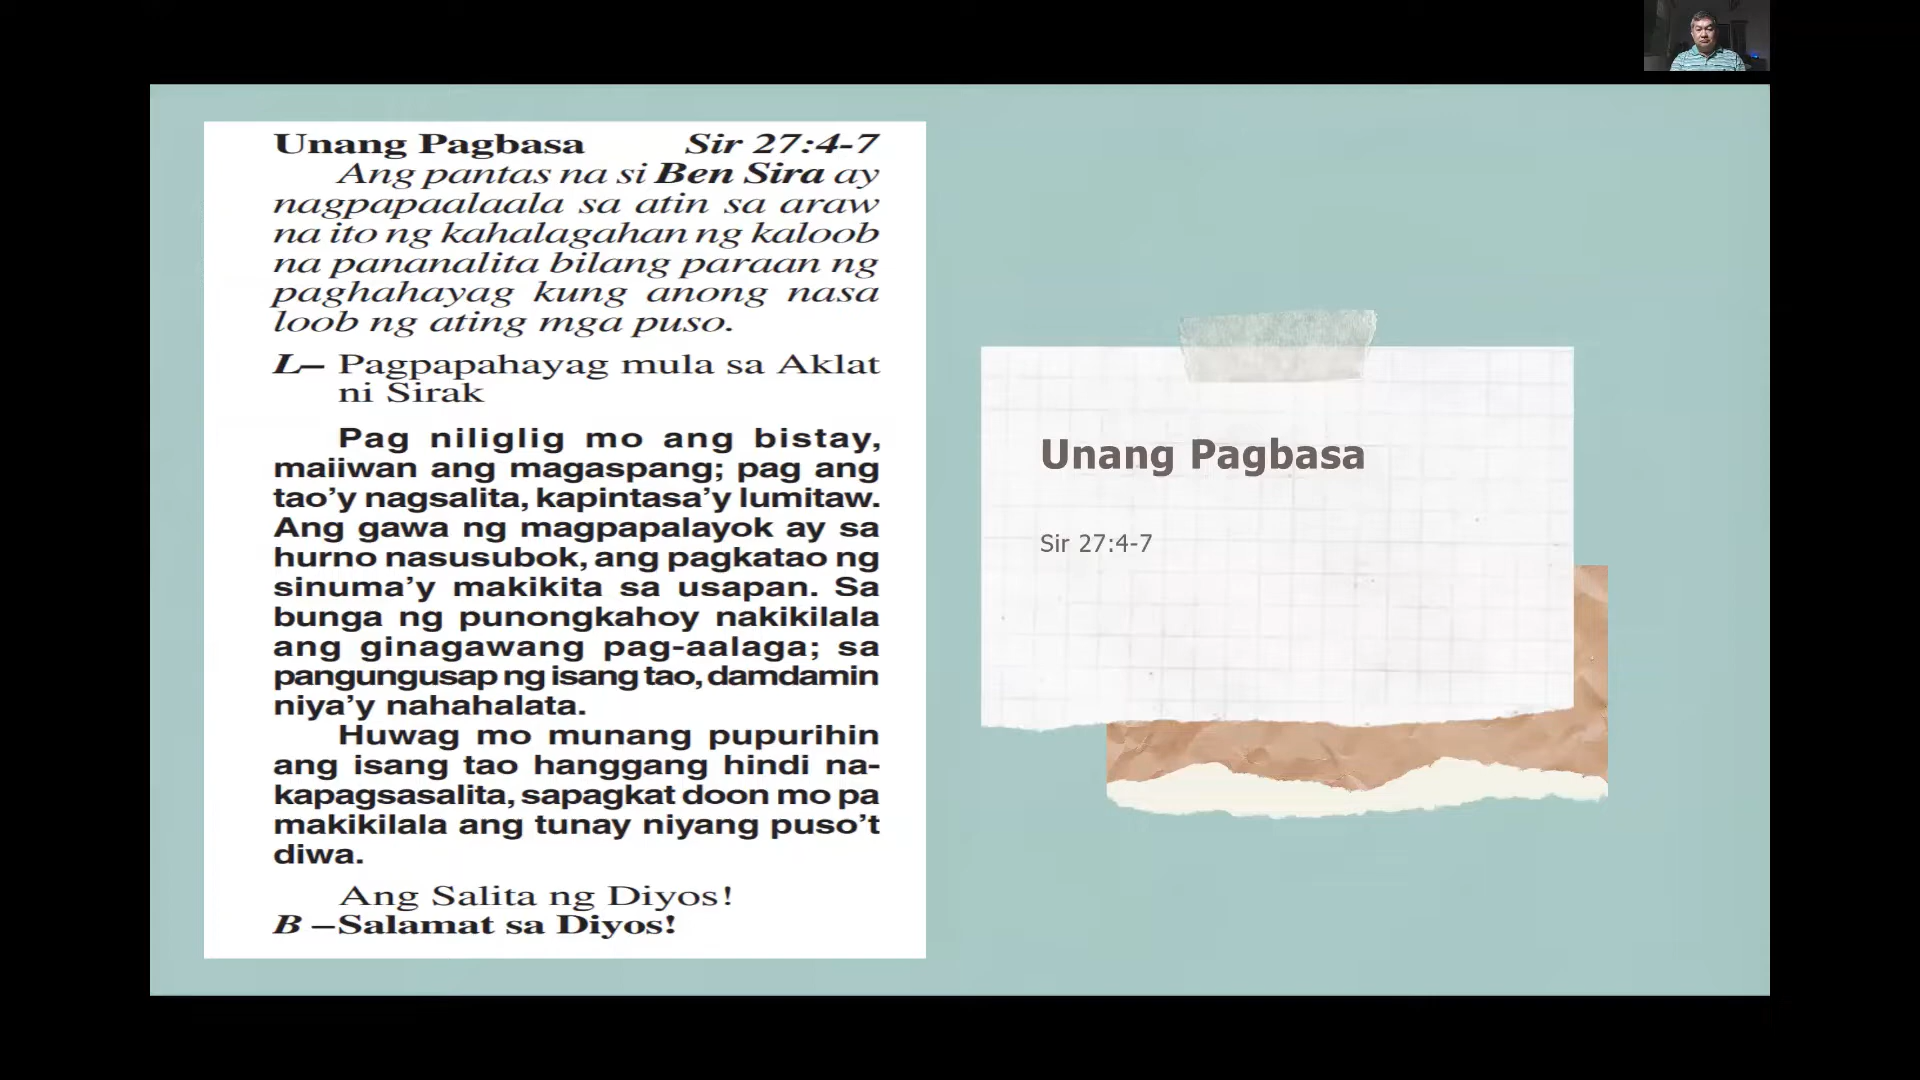 Unang Pagbasa Sir 27:4-7
Ang pantas na si Ben Sira ay
nagpapaalaala sa atin sa araw
na ito ng kahalagahan ng kaloob
na pananalita bilang paraan ng
paghahayag kung anong nasa
loob ng ating mga puso.
L– Pagpapahayag mula sa Aklat
ni Sirak
Pag niliglig mo ang bistay,
maiiwan ang magaspang; pag ang
tao’y nagsalita, kapintasa’y lumitaw.
Ang gawa ng magpapalayok ay sa
hurno nasusubok, ang pagkatao ng
sinuma’y makikita sa usapan. Sa
bunga ng punongkahoy nakikilala
ang ginagawang pag-aalaga; sa
pangungusap ng isang tao, damdamin
niya’y nahahalata.
Huwag mo munang pupurihin
ang isang tao hanggang hindi na-
kapagsasalita, sapagkat doon mo pa
makikilala ang tunay niyang puso’t
diwa.
Ang Salita ng Diyos!
B –Salamat sa Diyos!
Unang Pagbasa
Sir 27:4-7